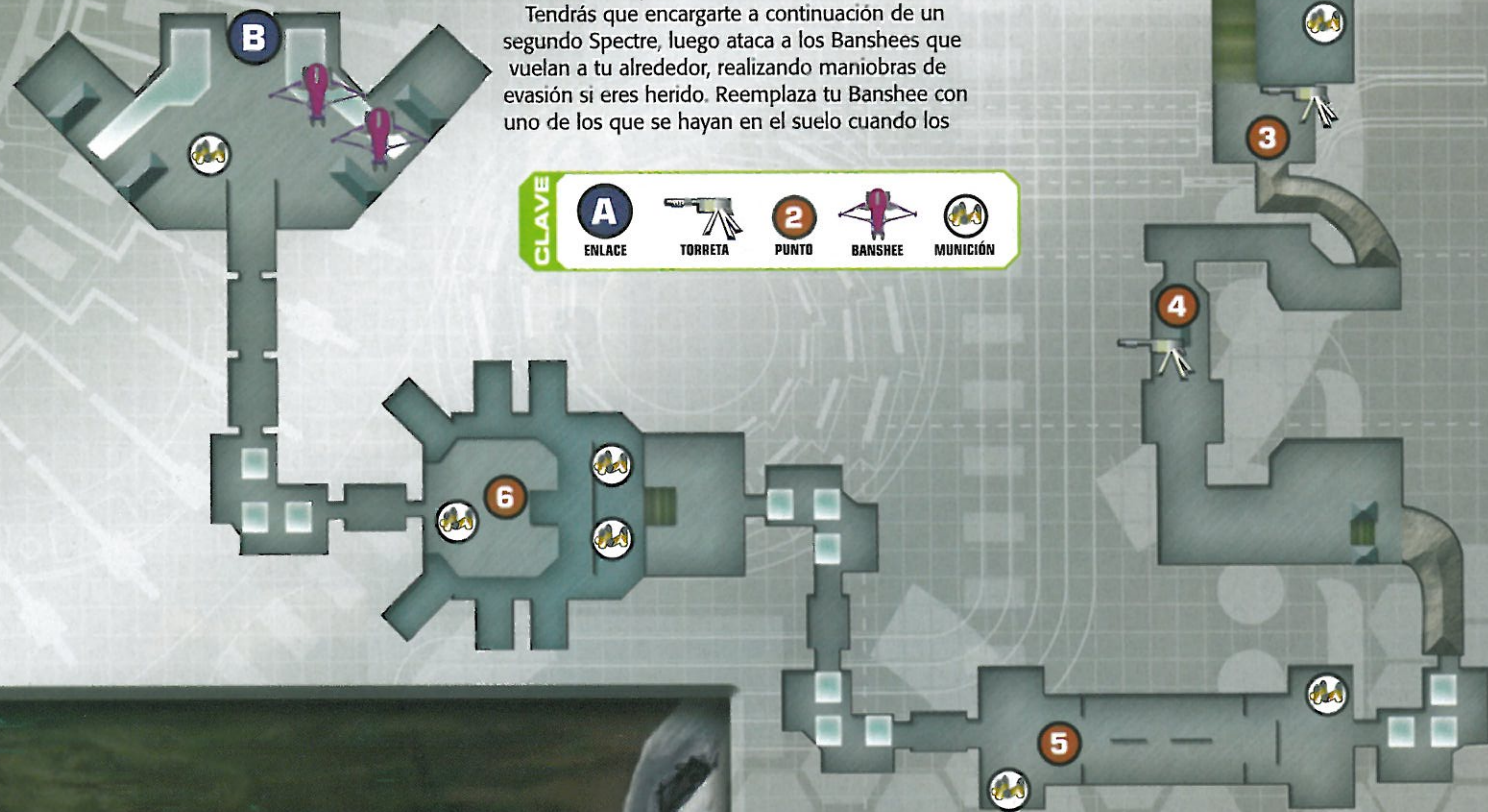 Tendrás que encargarte a continuación de un
segundo Spectre, luego ataca a los Banshees que
vuelan a tu alrededor, realizando maniobras de
evasión si eres herido. Reemplaza tu Banshee con
uno de los que se hayan en el suelo cuando los
B
3
CLAVE
A
2
ENLACE
TORRETA
PUNTO
BANSHEE
MUNICIÓN
4
6
5